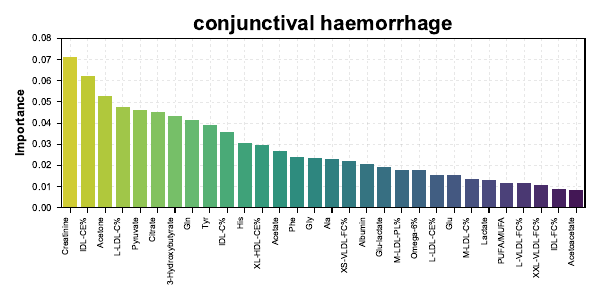 conjunctival haemorrhage
Importance
0.08
0.07
0.06
0.05
0.04
0.03
0.02
0.01
0.00
Creatinine
IDL-CE%
Acetone
L-LDL-C%
Pyruvate
Citrate
3-Hydroxybutyrate
Gln
Tyr
IDL-C%
His
XL-HDL-CE%
Acetate
Phe
Gly
Ala
XS-VLDL-FC%
Albumin
Glu-lactate
M-LDL-PL%
Omega-6%
L-LDL-CE%
Glu
M-LDL-C%
Lactate
PUFA/MUFA
L-VLDL-FC%
XXL-VLDL-FC%
IDL-FC%
Acetoacetate